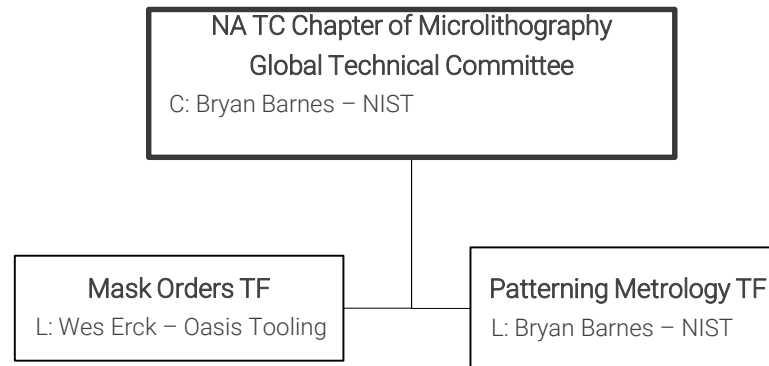 NA TC Chapter of Microlithography
Global Technical Committee
C: Bryan Barnes – NIST
Mask Orders TF
L: Wes Erck – Oasis Tooling
Patterning Metrology TF
L: Bryan Barnes – NIST